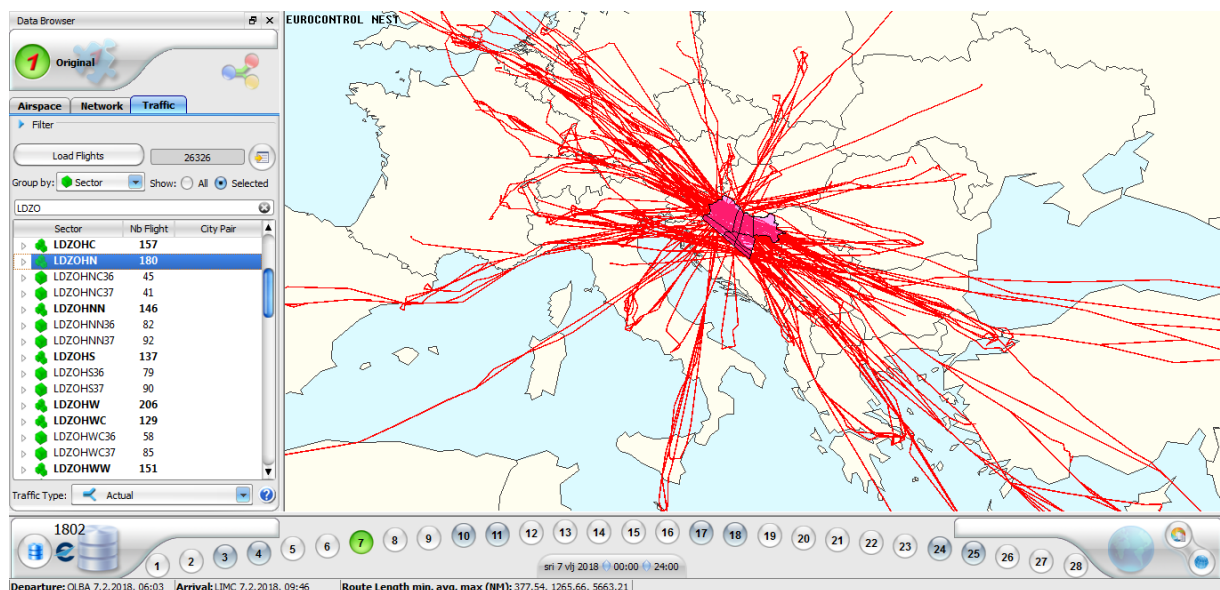 Data Browser
EUROCONTROL NEST
1 Original
Airspace Network Traffic
Filter
Load Flights 26326
Group by: Sector Show: All Selected
LDZO
Sector Nb Flight City Pair
LDZOHC 157
LDZOHN 180
LDZOHNC36 45
LDZOHNC37 41
LDZOHNN 146
LDZOHNN36 82
LDZOHNN37 92
LDZOHS 137
LDZOHS36 79
LDZOHS37 90
LDZOHW 206
LDZOHWC 129
LDZOHWC36 58
LDZOHWC37 85
LDZOHWW 151
Traffic Type: Actual ?
1802
1 2 3 4 5 6 7 8 9 10 11 12 13 14 15 16 17 18 19 20 21 22 23 24 25 26 27 28
sri 7 vlj 2018 00:00 24:00
Departure: OLBA 7.2.2018. 06:03 Arrival: LIMC 7.2.2018. 09:46 Route Length min. avg. max (NM): 377.54, 1265.66, 5663.21